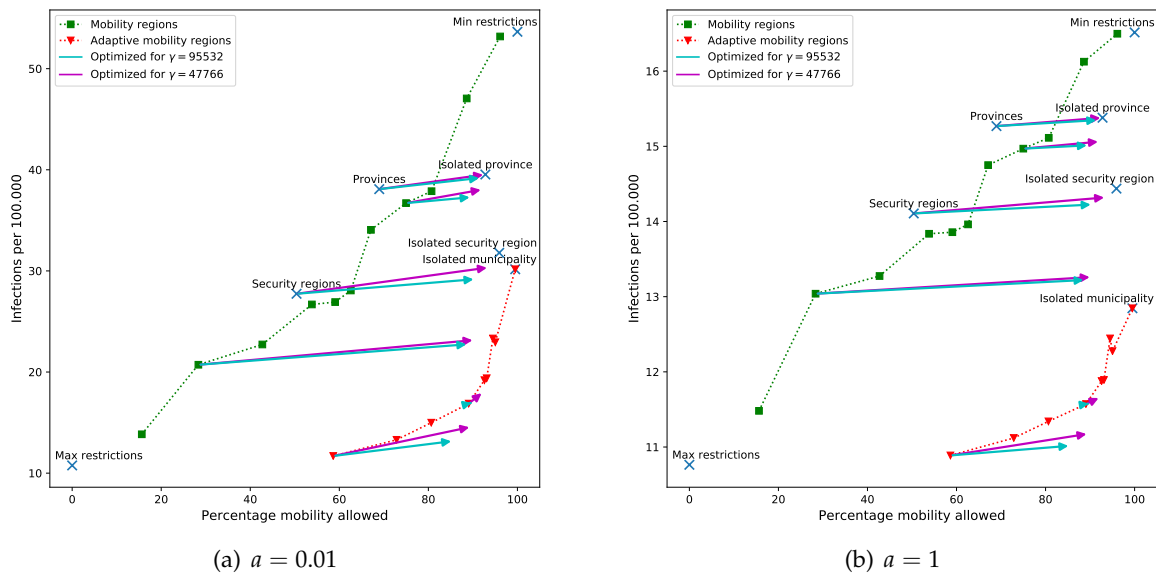 Mobility regions
Adaptive mobility regions
Optimized for γ = 95532
Optimized for γ = 47766
Min restrictions
Provinces
Isolated province
Isolated security region
Isolated municipality
Security regions
Max restrictions
50
40
30
20
10
0
20
40
60
80
100
Infections per 100.000
Percentage mobility allowed
(a) a = 0.01
Mobility regions
Adaptive mobility regions
Optimized for γ = 95532
Optimized for γ = 47766
Min restrictions
Provinces
Isolated province
Isolated security region
Security regions
Isolated municipality
Max restrictions
16
15
14
13
12
11
0
20
40
60
80
100
Infections per 100.000
Percentage mobility allowed
(b) a = 1